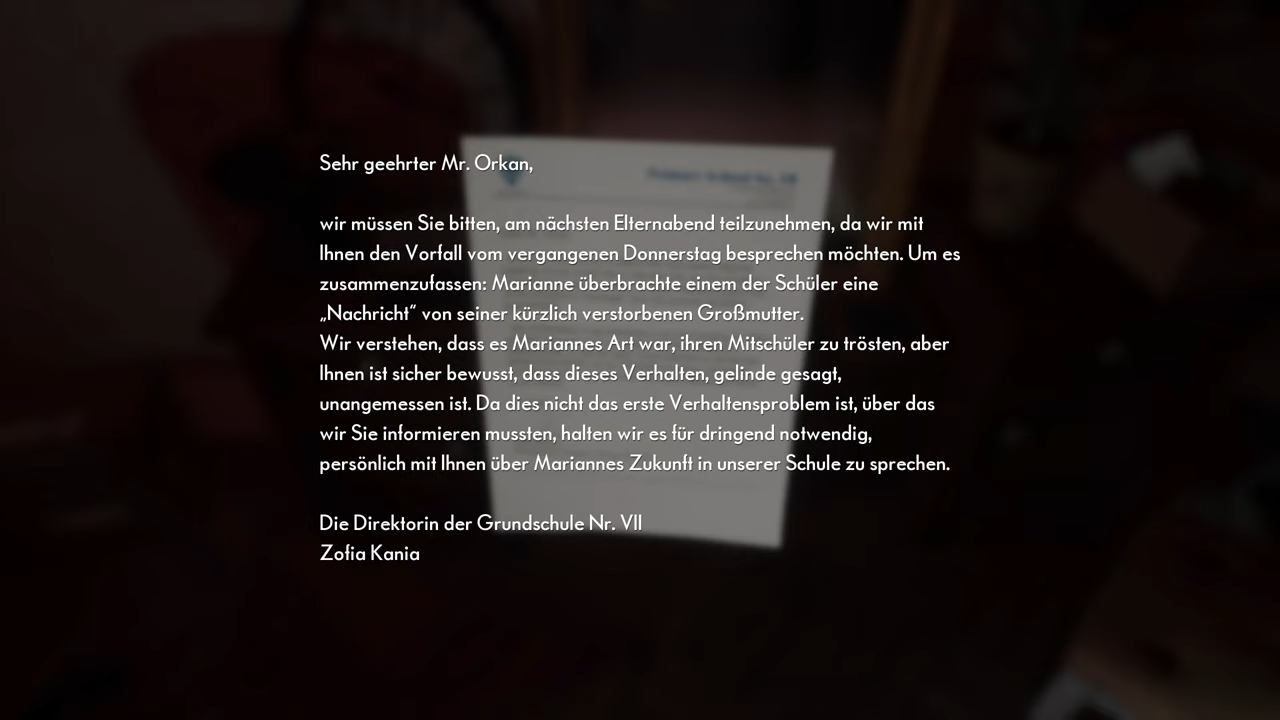 Sehr geehrter Mr. Orkan,
wir müssen Sie bitten, am nächsten Elternabend teilzunehmen, da wir mit
Ihnen den Vorfall vom vergangenen Donnerstag besprechen möchten. Um es
zusammenzufassen: Marianne überbrachte einem der Schüler eine
„Nachricht“ von seiner kürzlich verstorbenen Großmutter.
Wir verstehen, dass es Mariannes Art war, ihren Mitschüler zu trösten, aber
Ihnen ist sicher bewusst, dass dieses Verhalten, gelinde gesagt,
unangemessen ist. Da dies nicht das erste Verhaltensproblem ist, über das
wir Sie informieren mussten, halten wir es für dringend notwendig,
persönlich mit Ihnen über Mariannes Zukunft in unserer Schule zu sprechen.
Die Direktorin der Grundschule Nr. VII
Zofia Kania